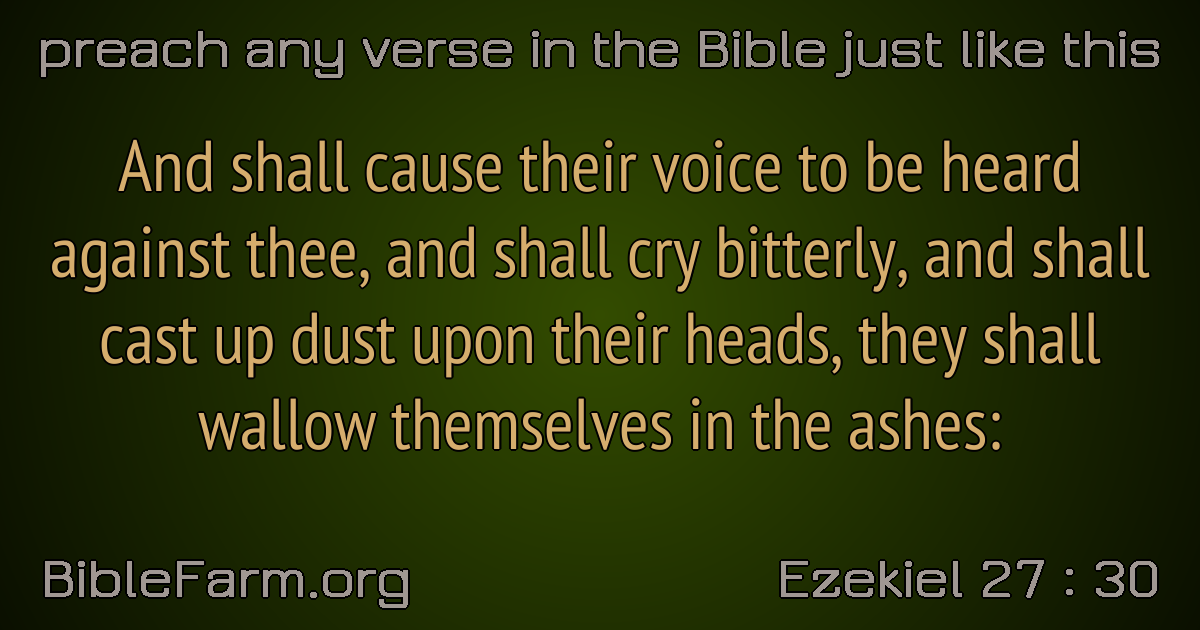 preach any verse in the Bible just like this
And shall cause their voice to be heard
against thee, and shall cry bitterly, and shall
cast up dust upon their heads, they shall
wallow themselves in the ashes:
BibleFarm.org
Ezekiel 27 : 30